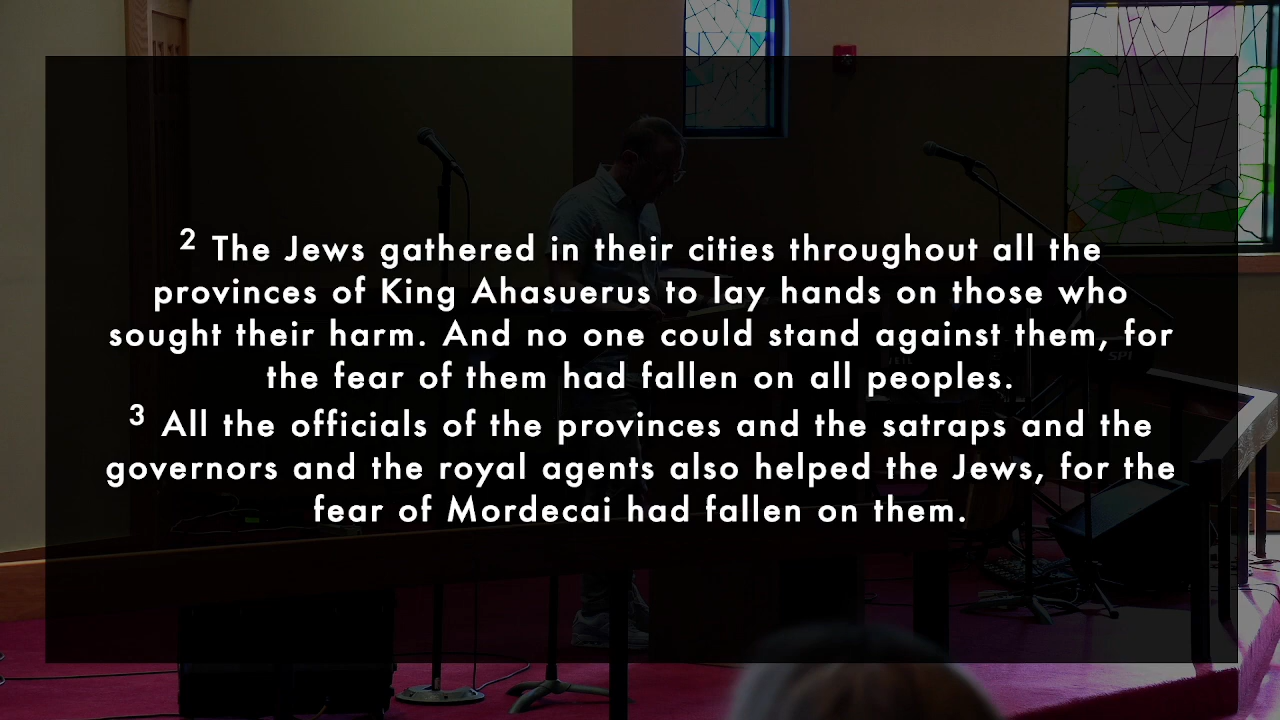 2 The Jews gathered in their cities throughout all the
provinces of King Ahasuerus to lay hands on those who
sought their harm. And no one could stand against them, for
the fear of them had fallen on all peoples.
3 All the officials of the provinces and the satraps and the
governors and the royal agents also helped the Jews, for the
fear of Mordecai had fallen on them.
SPL